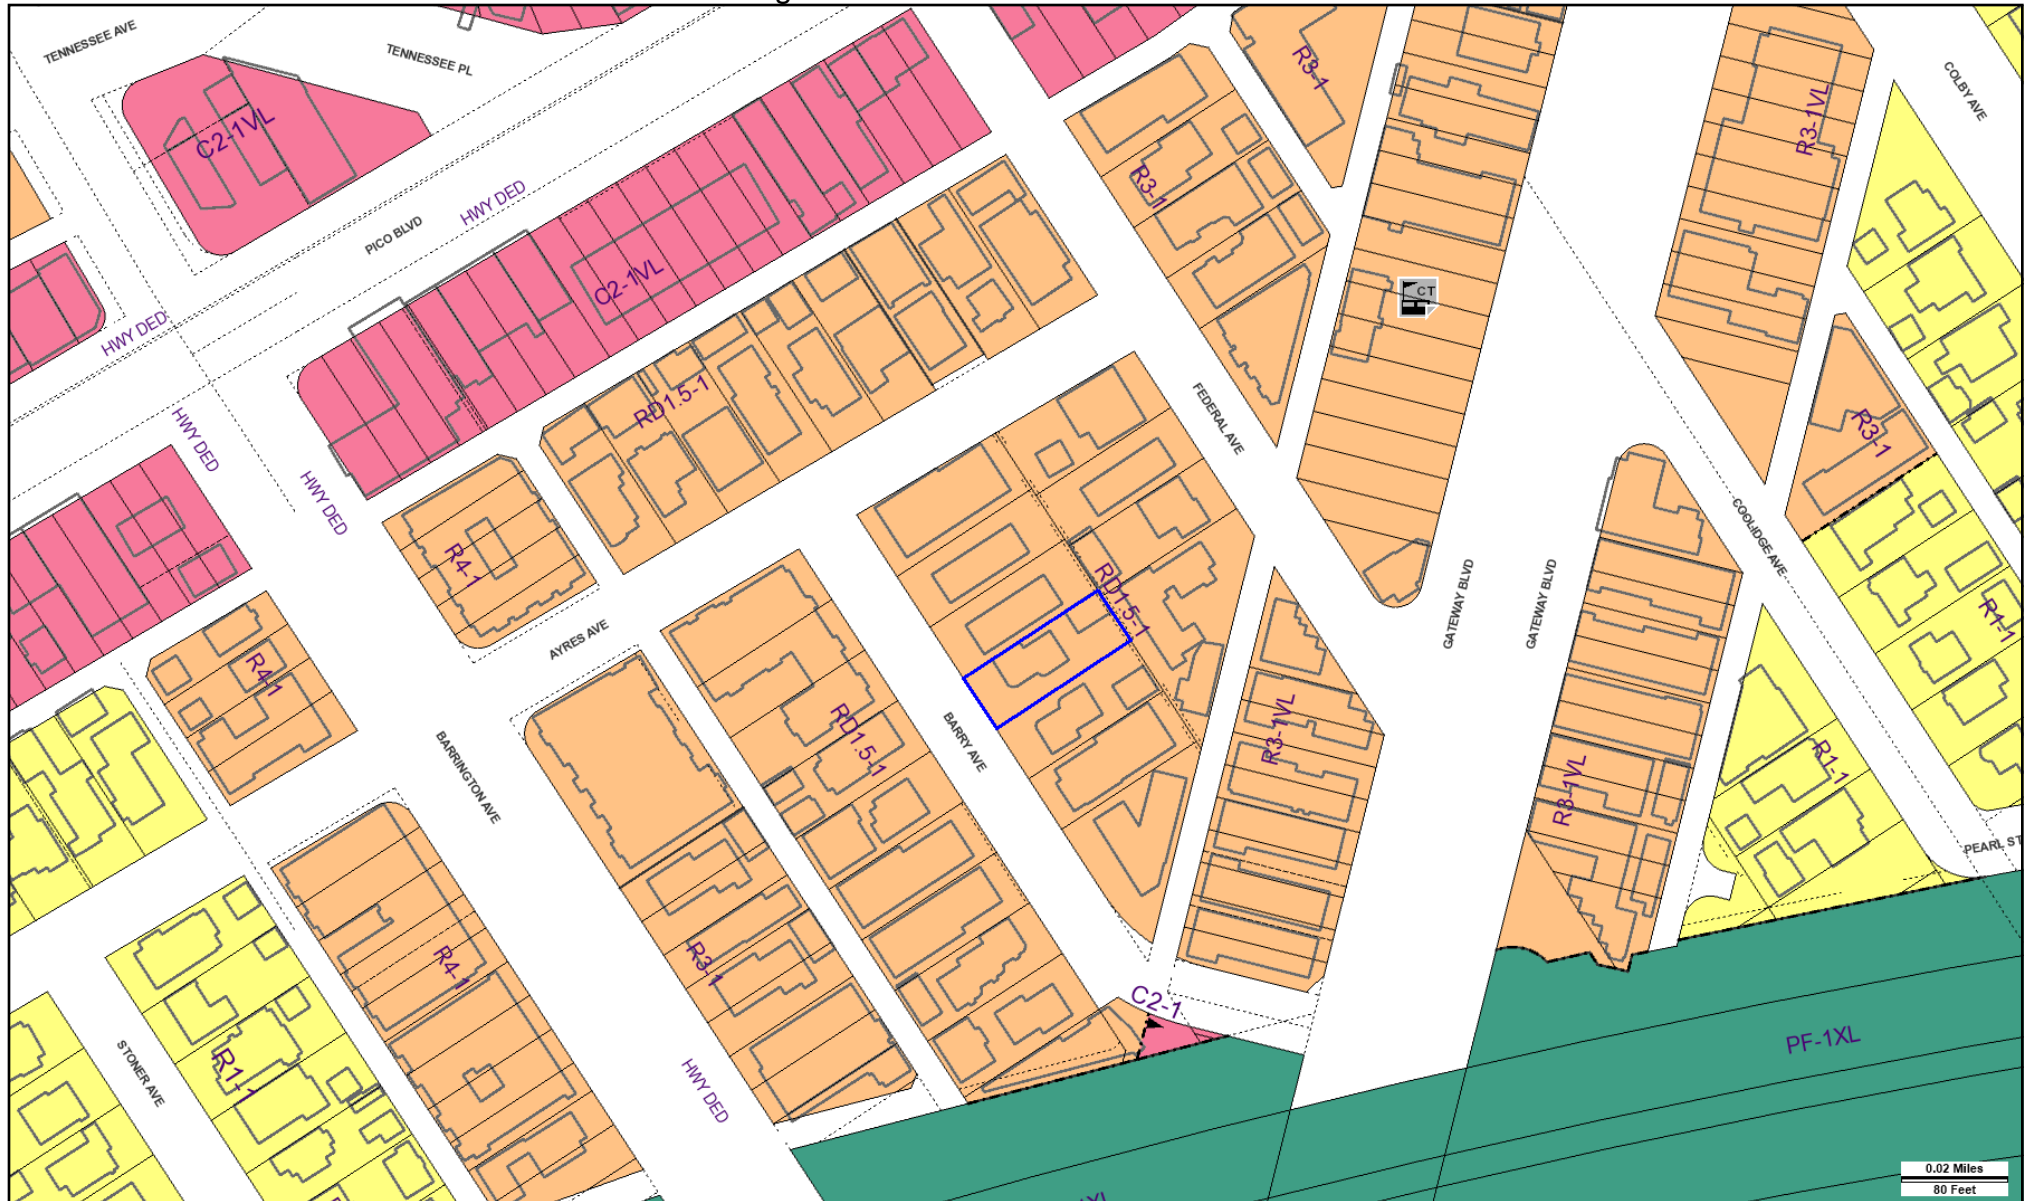 TENNESSEE AVE
TENNESSEE PL
COLBY AVE
R3-1
R3-1VL
C2-1VL
R3-1
HWY DED
PICO BLVD
C2-1VL
CT
HWY DED
RD1.5-1
FEDERAL AVE
HWY DED
R3-1
HWY DED
COOLIDGE AVE
R4-1
RD1.5-1
GATEWAY BLVD
GATEWAY BLVD
R1-1
AYRES AVE
R4-1
R3-1VL
RD1.5-1
BARRY AVE
BARRINGTON AVE
R1-1
R3-1VL
PEARL ST
R4-1
R3-1
C2-1
PF-1XL
STONER AVE
R1-1
HWY DED
0.02 Miles
80 Feet